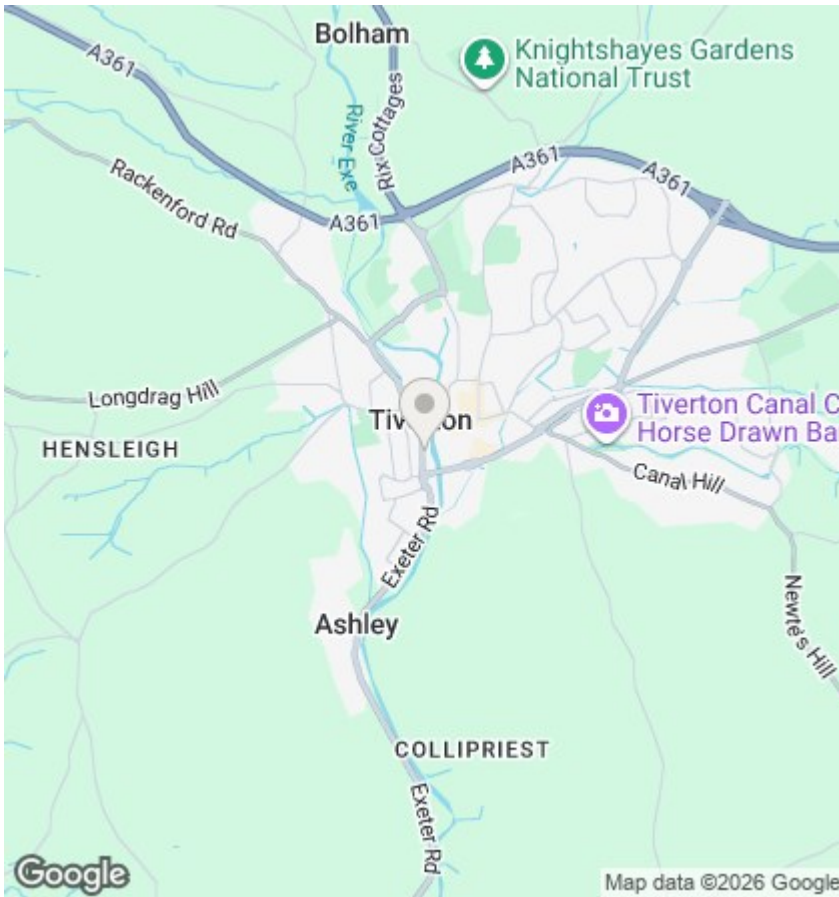 Bolham
Knightshayes Gardens
National Trust
A361
River Exe
Rix Cottages
A361
A361
A361
Rackenford Rd
Longdrag Hill
Tiverton
Tiverton Canal C
Horse Drawn Ba
HENSLEIGH
Canal Hill
Exeter Rd
Newte's Hill
Ashley
COLLIPRIEST
Exeter Rd
Google
Map data ©2026 Google